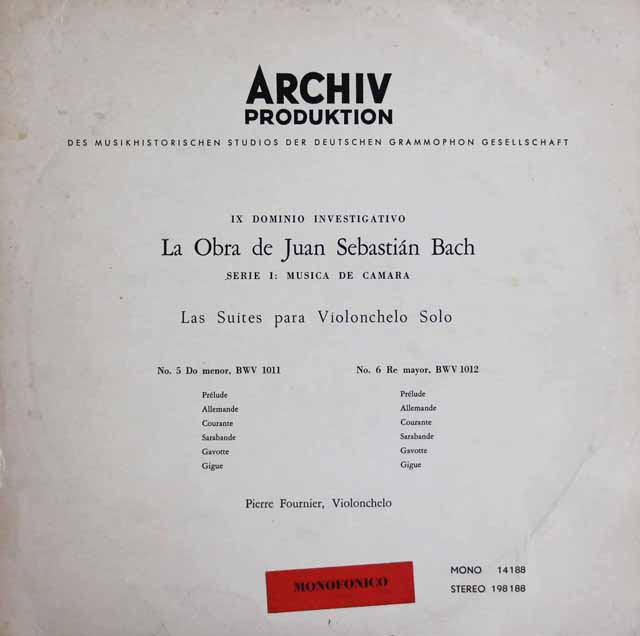 ARCHIV
PRODUKTION
DES MUSIKHISTORISCHEN STUDIOS DER DEUTSCHEN GRAMMOPHON GESELLSCHAFT
IX DOMINIO INVESTIGATIVO
La Obra de Juan Sebastián Bach
SERIE I: MUSICA DE CAMARA
Las Suites para Violonchelo Solo
No. 5 Do menor, BWV 1011
Prélude
Allemande
Courante
Sarabande
Gavotte
Gigue
No. 6 Re mayor, BWV 1012
Prélude
Allemande
Courante
Sarabande
Gavotte
Gigue
Pierre Fournier, Violonchelo
MONOFONICO
MONO 14188
STEREO 198188